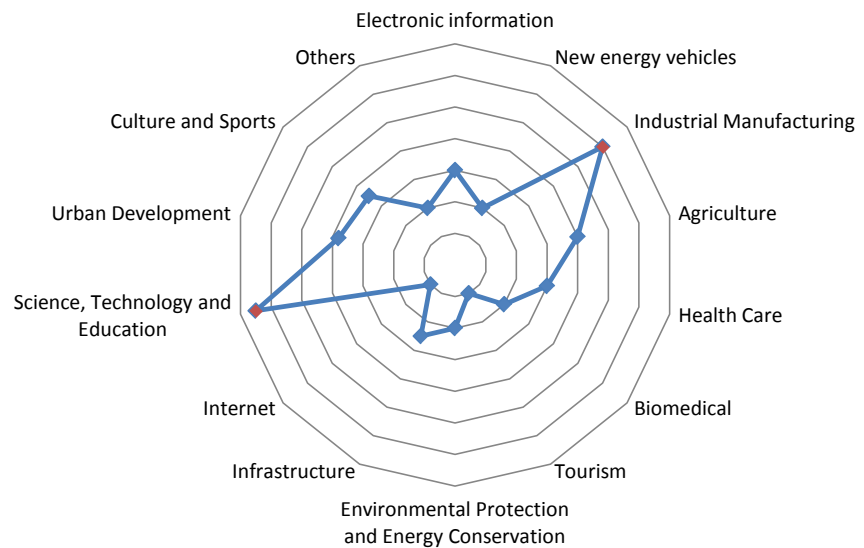 Electronic information
New energy vehicles
Industrial Manufacturing
Agriculture
Health Care
Biomedical
Tourism
Environmental Protection
and Energy Conservation
Infrastructure
Internet
Science, Technology and
Education
Urban Development
Culture and Sports
Others